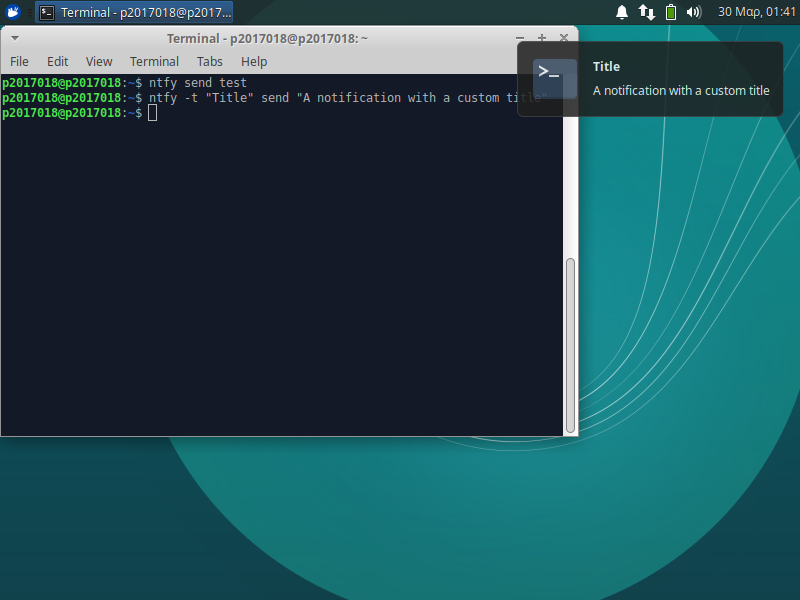 Terminal - p2017018@p2017...
30 Μαρ, 01:41
Terminal - p2017018@p2017018: ~
File Edit View Terminal Tabs Help
p2017018@p2017018:~$ ntfy send test
p2017018@p2017018:~$ ntfy -t "Title" send "A notification with a custom title"
p2017018@p2017018:~$
Title
A notification with a custom title